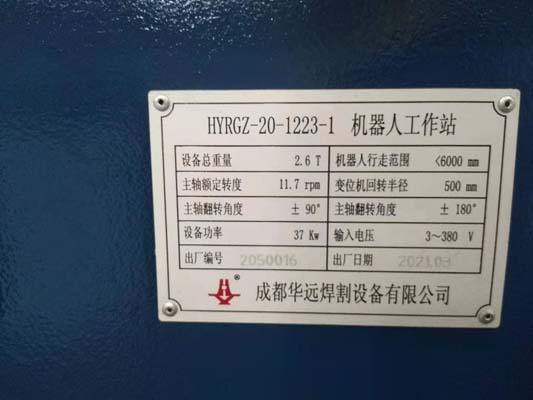 HYRGZ-20-1223-1 机器人工作站
设备总重量 2.6 T 机器人行走范围 <6000 mm
主轴额定转度 11.7 rpm 变位机回转半径 500 mm
主轴翻转角度 ± 90° 主轴翻转角度 ± 180°
设备功率 37 Kw 输入电压 3～380 V
出厂编号 2050016 出厂日期 2021.03
® 成都华远焊割设备有限公司